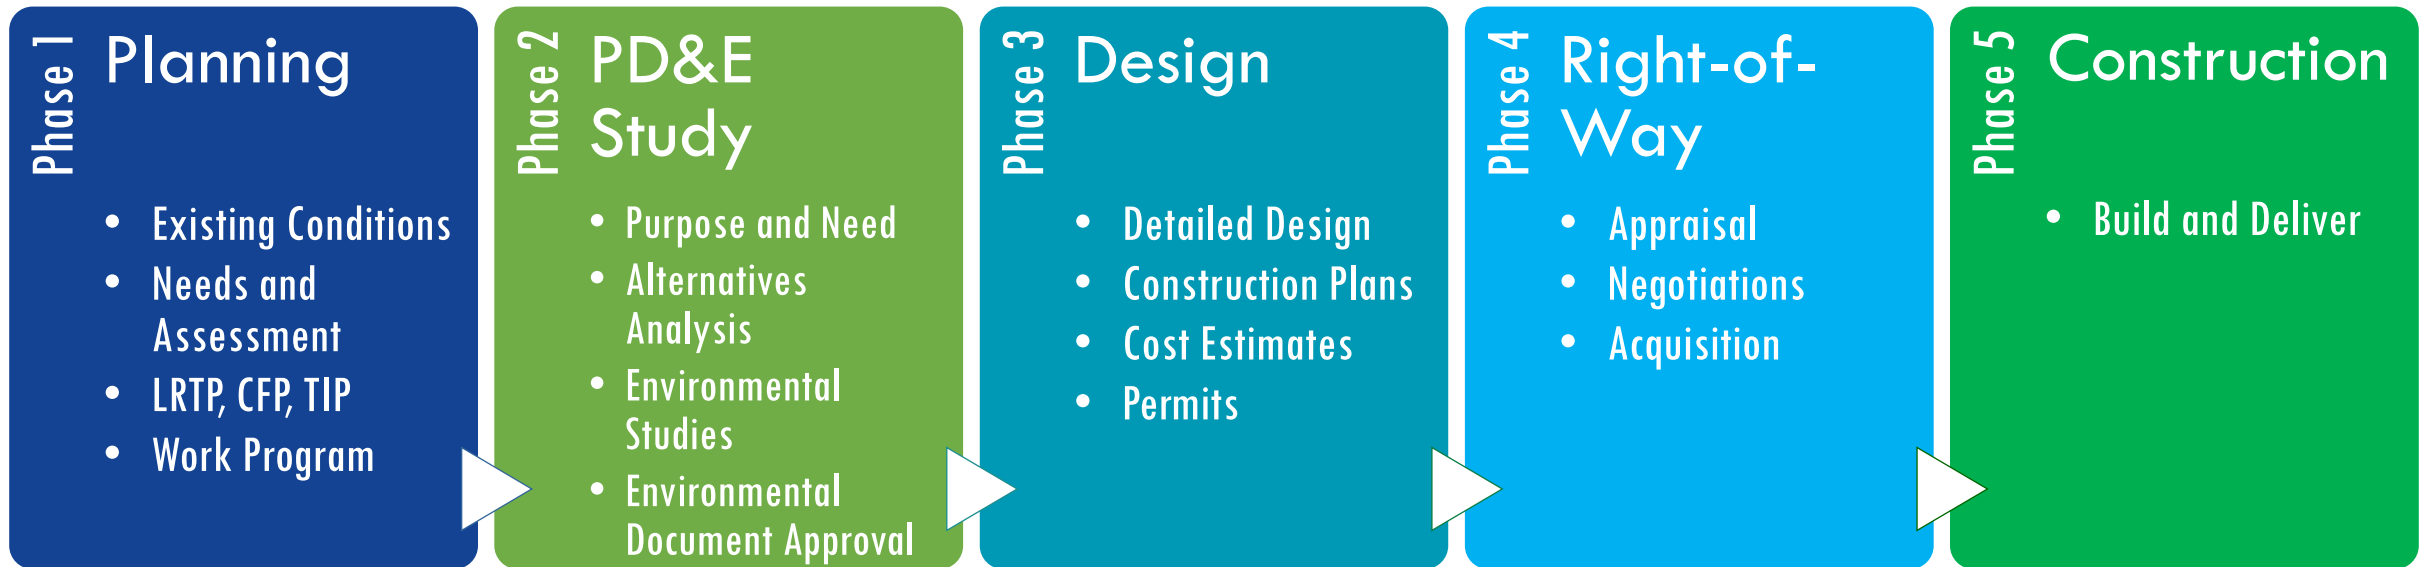 Phase 1
Planning
• Existing Conditions
• Needs and
Assessment
• LRTP, CFP, TIP
• Work Program
Phase 2
PD&E
Study
• Purpose and Need
• Alternatives
Analysis
• Environmental
Studies
• Environmental
Document Approval
Phase 3
Design
• Detailed Design
• Construction Plans
• Cost Estimates
• Permits
Phase 4
Right-of-
Way
• Appraisal
• Negotiations
• Acquisition
Phase 5
Construction
• Build and Deliver